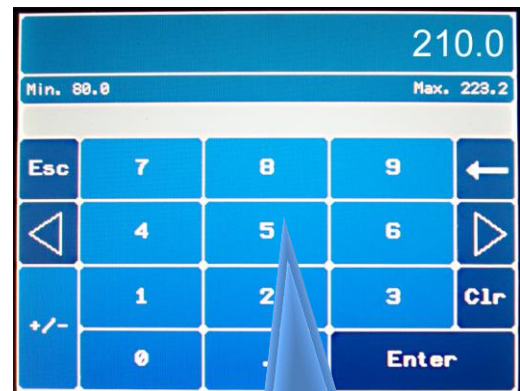 210.0
Min. 80.0 Max. 223.2
Esc 7 8 9 ←
4 5 6
1 2 3 Clr
+/-
0 . Enter